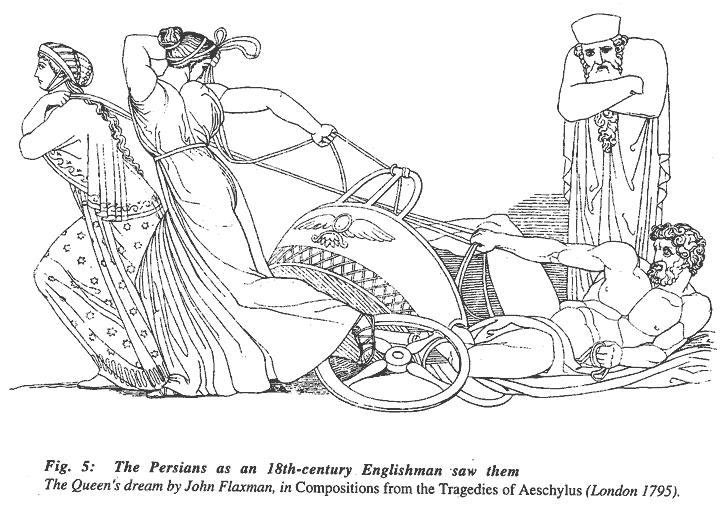 Fig. 5: The Persians as an 18th-century Englishman saw them
The Queen's dream by John Flaxman, in Compositions from the Tragedies of Aeschylus (London 1795).